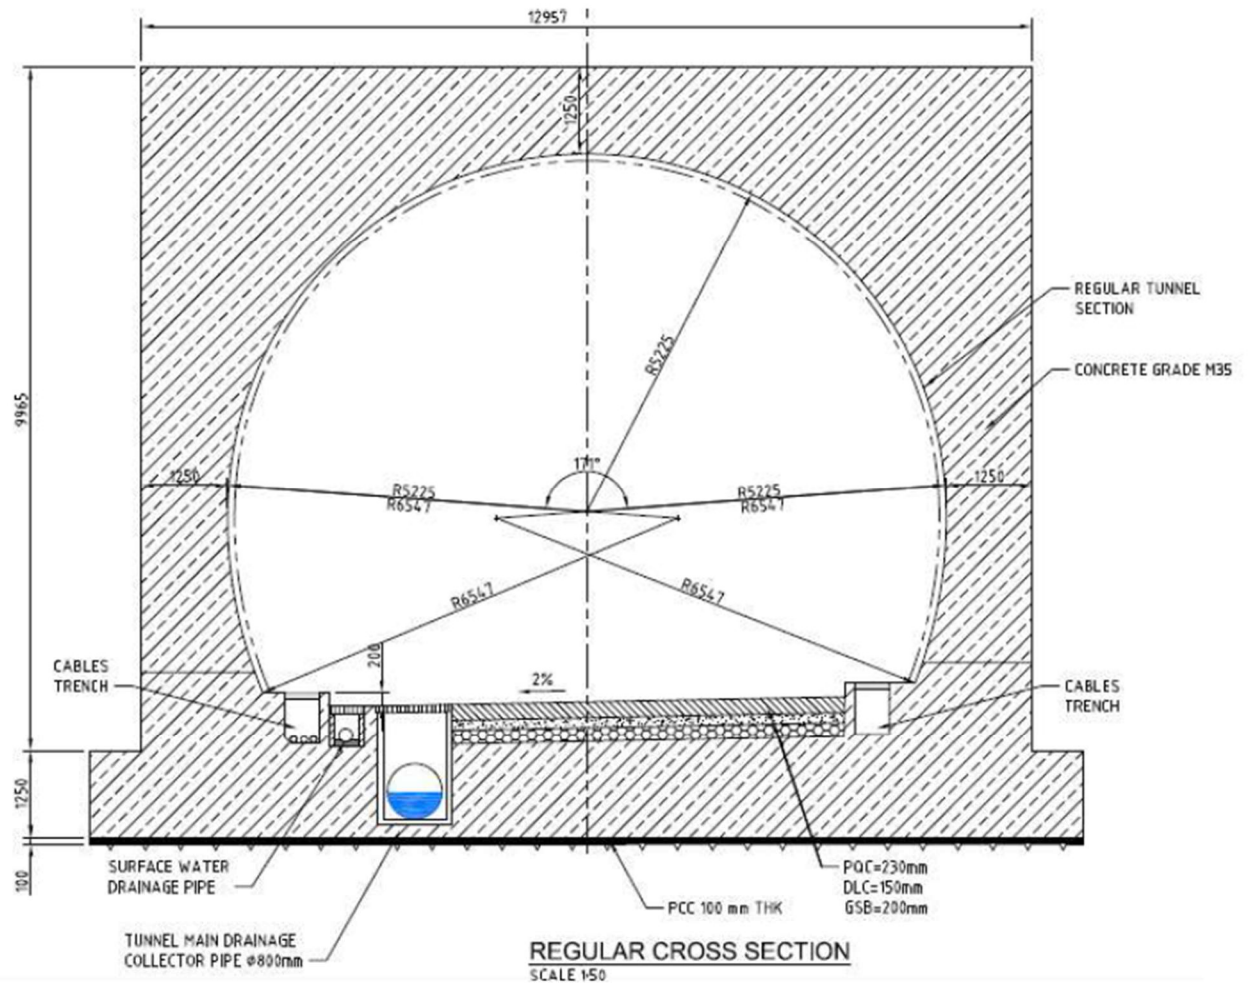 12957
1250
REGULAR TUNNEL
SECTION
R5225
CONCRETE GRADE M35
9965
171°
1250
R5225
R6547
R5225
R6547
1250
R6547
R6547
CABLES
TRENCH
200
2%
CABLES
TRENCH
1250
100
SURFACE WATER
DRAINAGE PIPE
PQC=230mm
DLC=150mm
GSB=200mm
PCC 100 mm THK
TUNNEL MAIN DRAINAGE
COLLECTOR PIPE ø800mm
REGULAR CROSS SECTION
SCALE 1:50